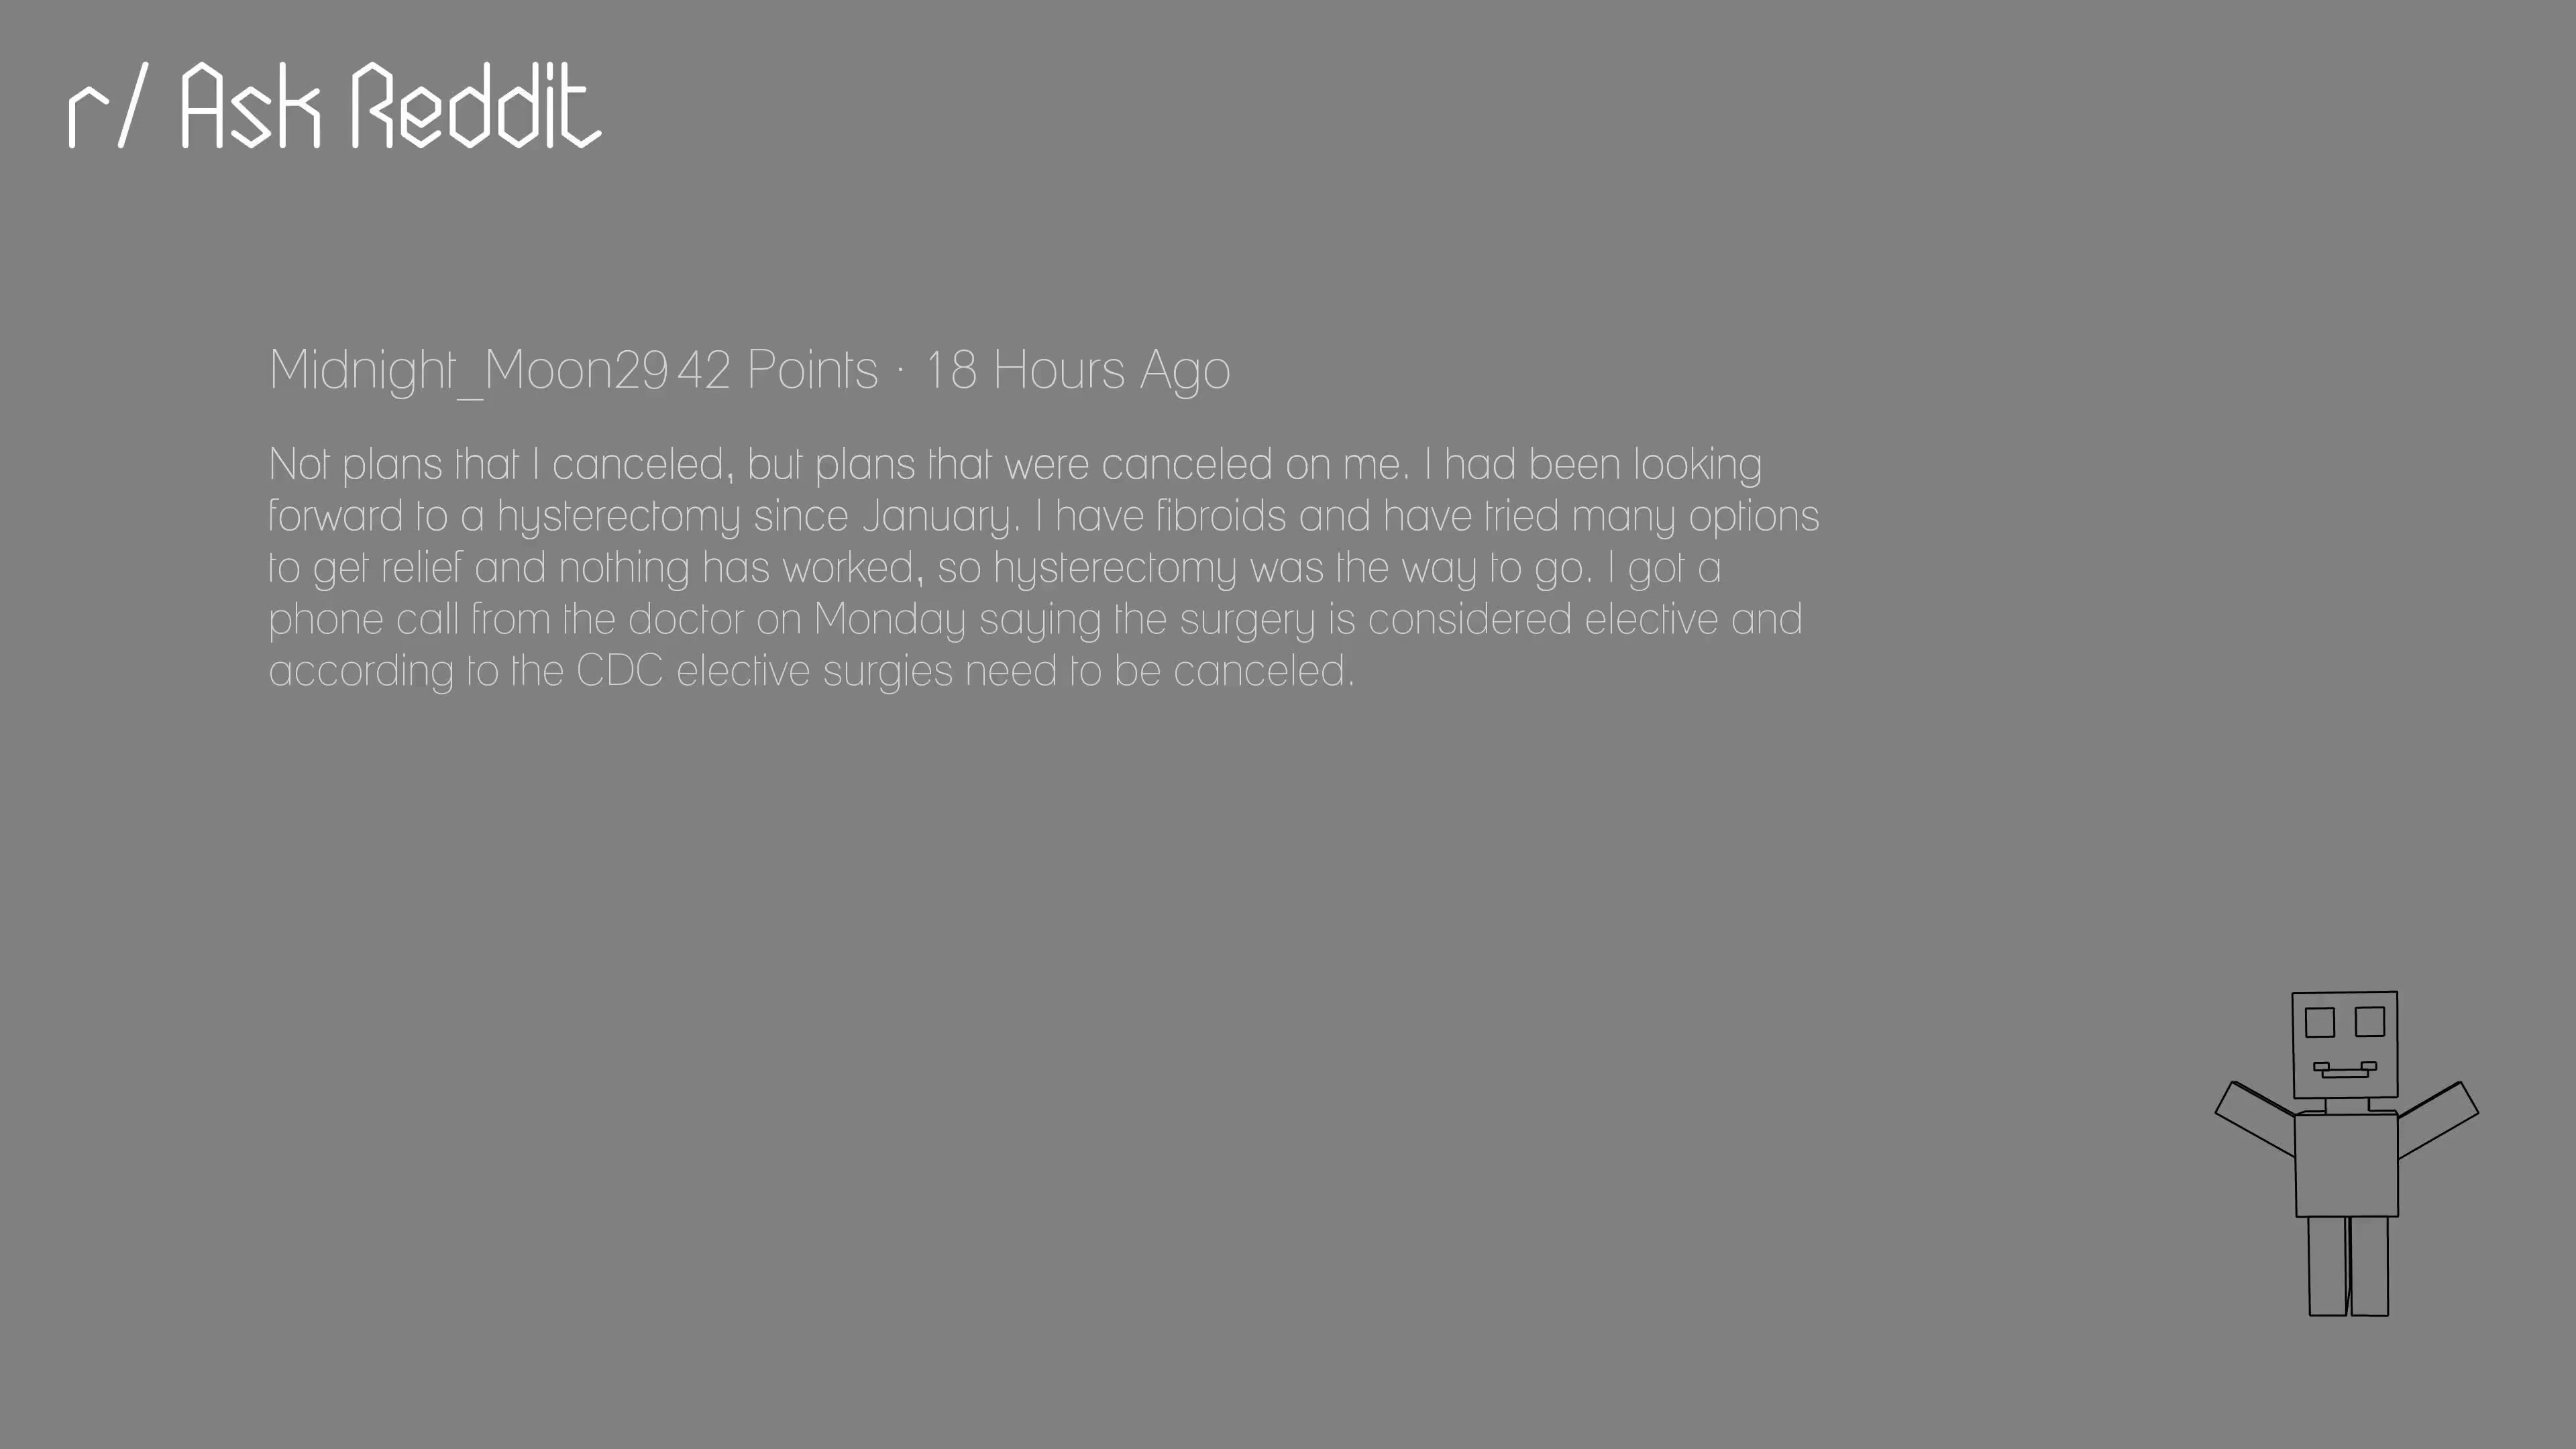 r/ Ask Reddit
Midnight_Moon2942 Points · 18 Hours Ago
Not plans that I canceled, but plans that were canceled on me. I had been looking
forward to a hysterectomy since January. I have fibroids and have tried many options
to get relief and nothing has worked, so hysterectomy was the way to go. I got a
phone call from the doctor on Monday saying the surgery is considered elective and
according to the CDC elective surgies need to be canceled.